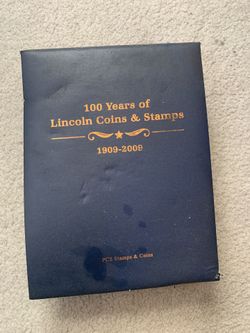 100 Years of
Lincoln Coins & Stamps
1909-2009
PCS Stamps & Coins